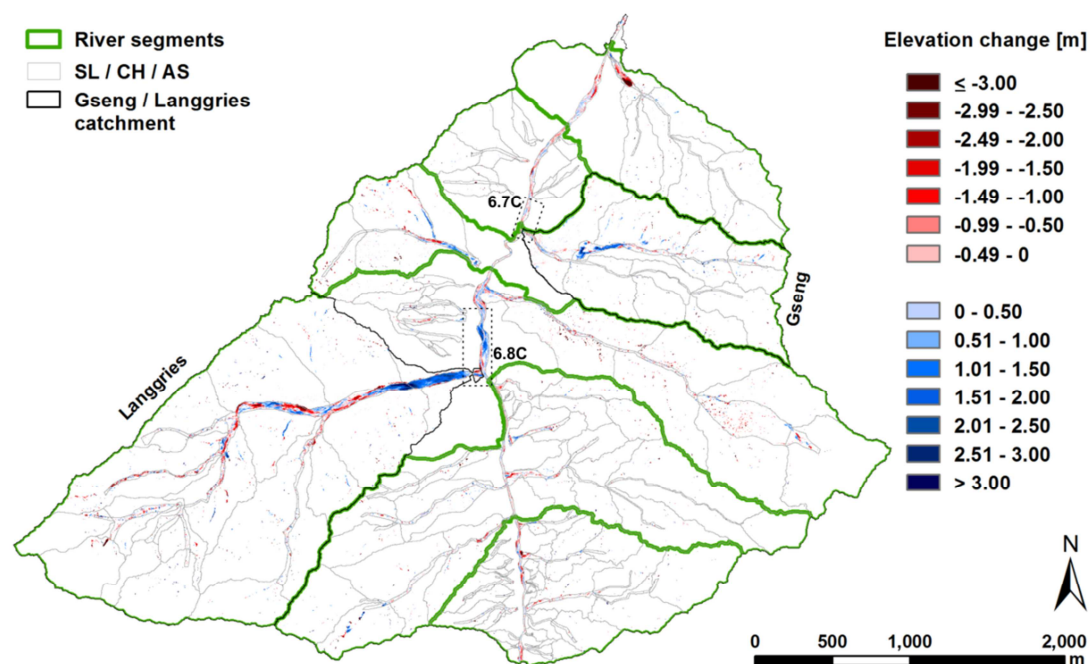 River segments
SL / CH / AS
Gseng / Langgries
catchment
Elevation change [m]
≤ -3.00
-2.99 - -2.50
-2.49 - -2.00
-1.99 - -1.50
-1.49 - -1.00
-0.99 - -0.50
-0.49 - 0
0 - 0.50
0.51 - 1.00
1.01 - 1.50
1.51 - 2.00
2.01 - 2.50
2.51 - 3.00
> 3.00
6.7C
Gseng
6.8C
Langgries
N
0 500 1,000 2,000
m